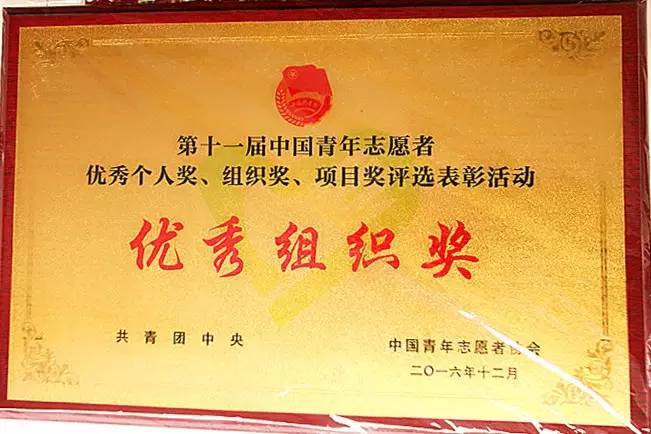 第十一届中国青年志愿者
优秀个人奖、组织奖、项目奖评选表彰活动
优秀组织奖
共青团中央
中国青年志愿者协会
二〇一六年十二月